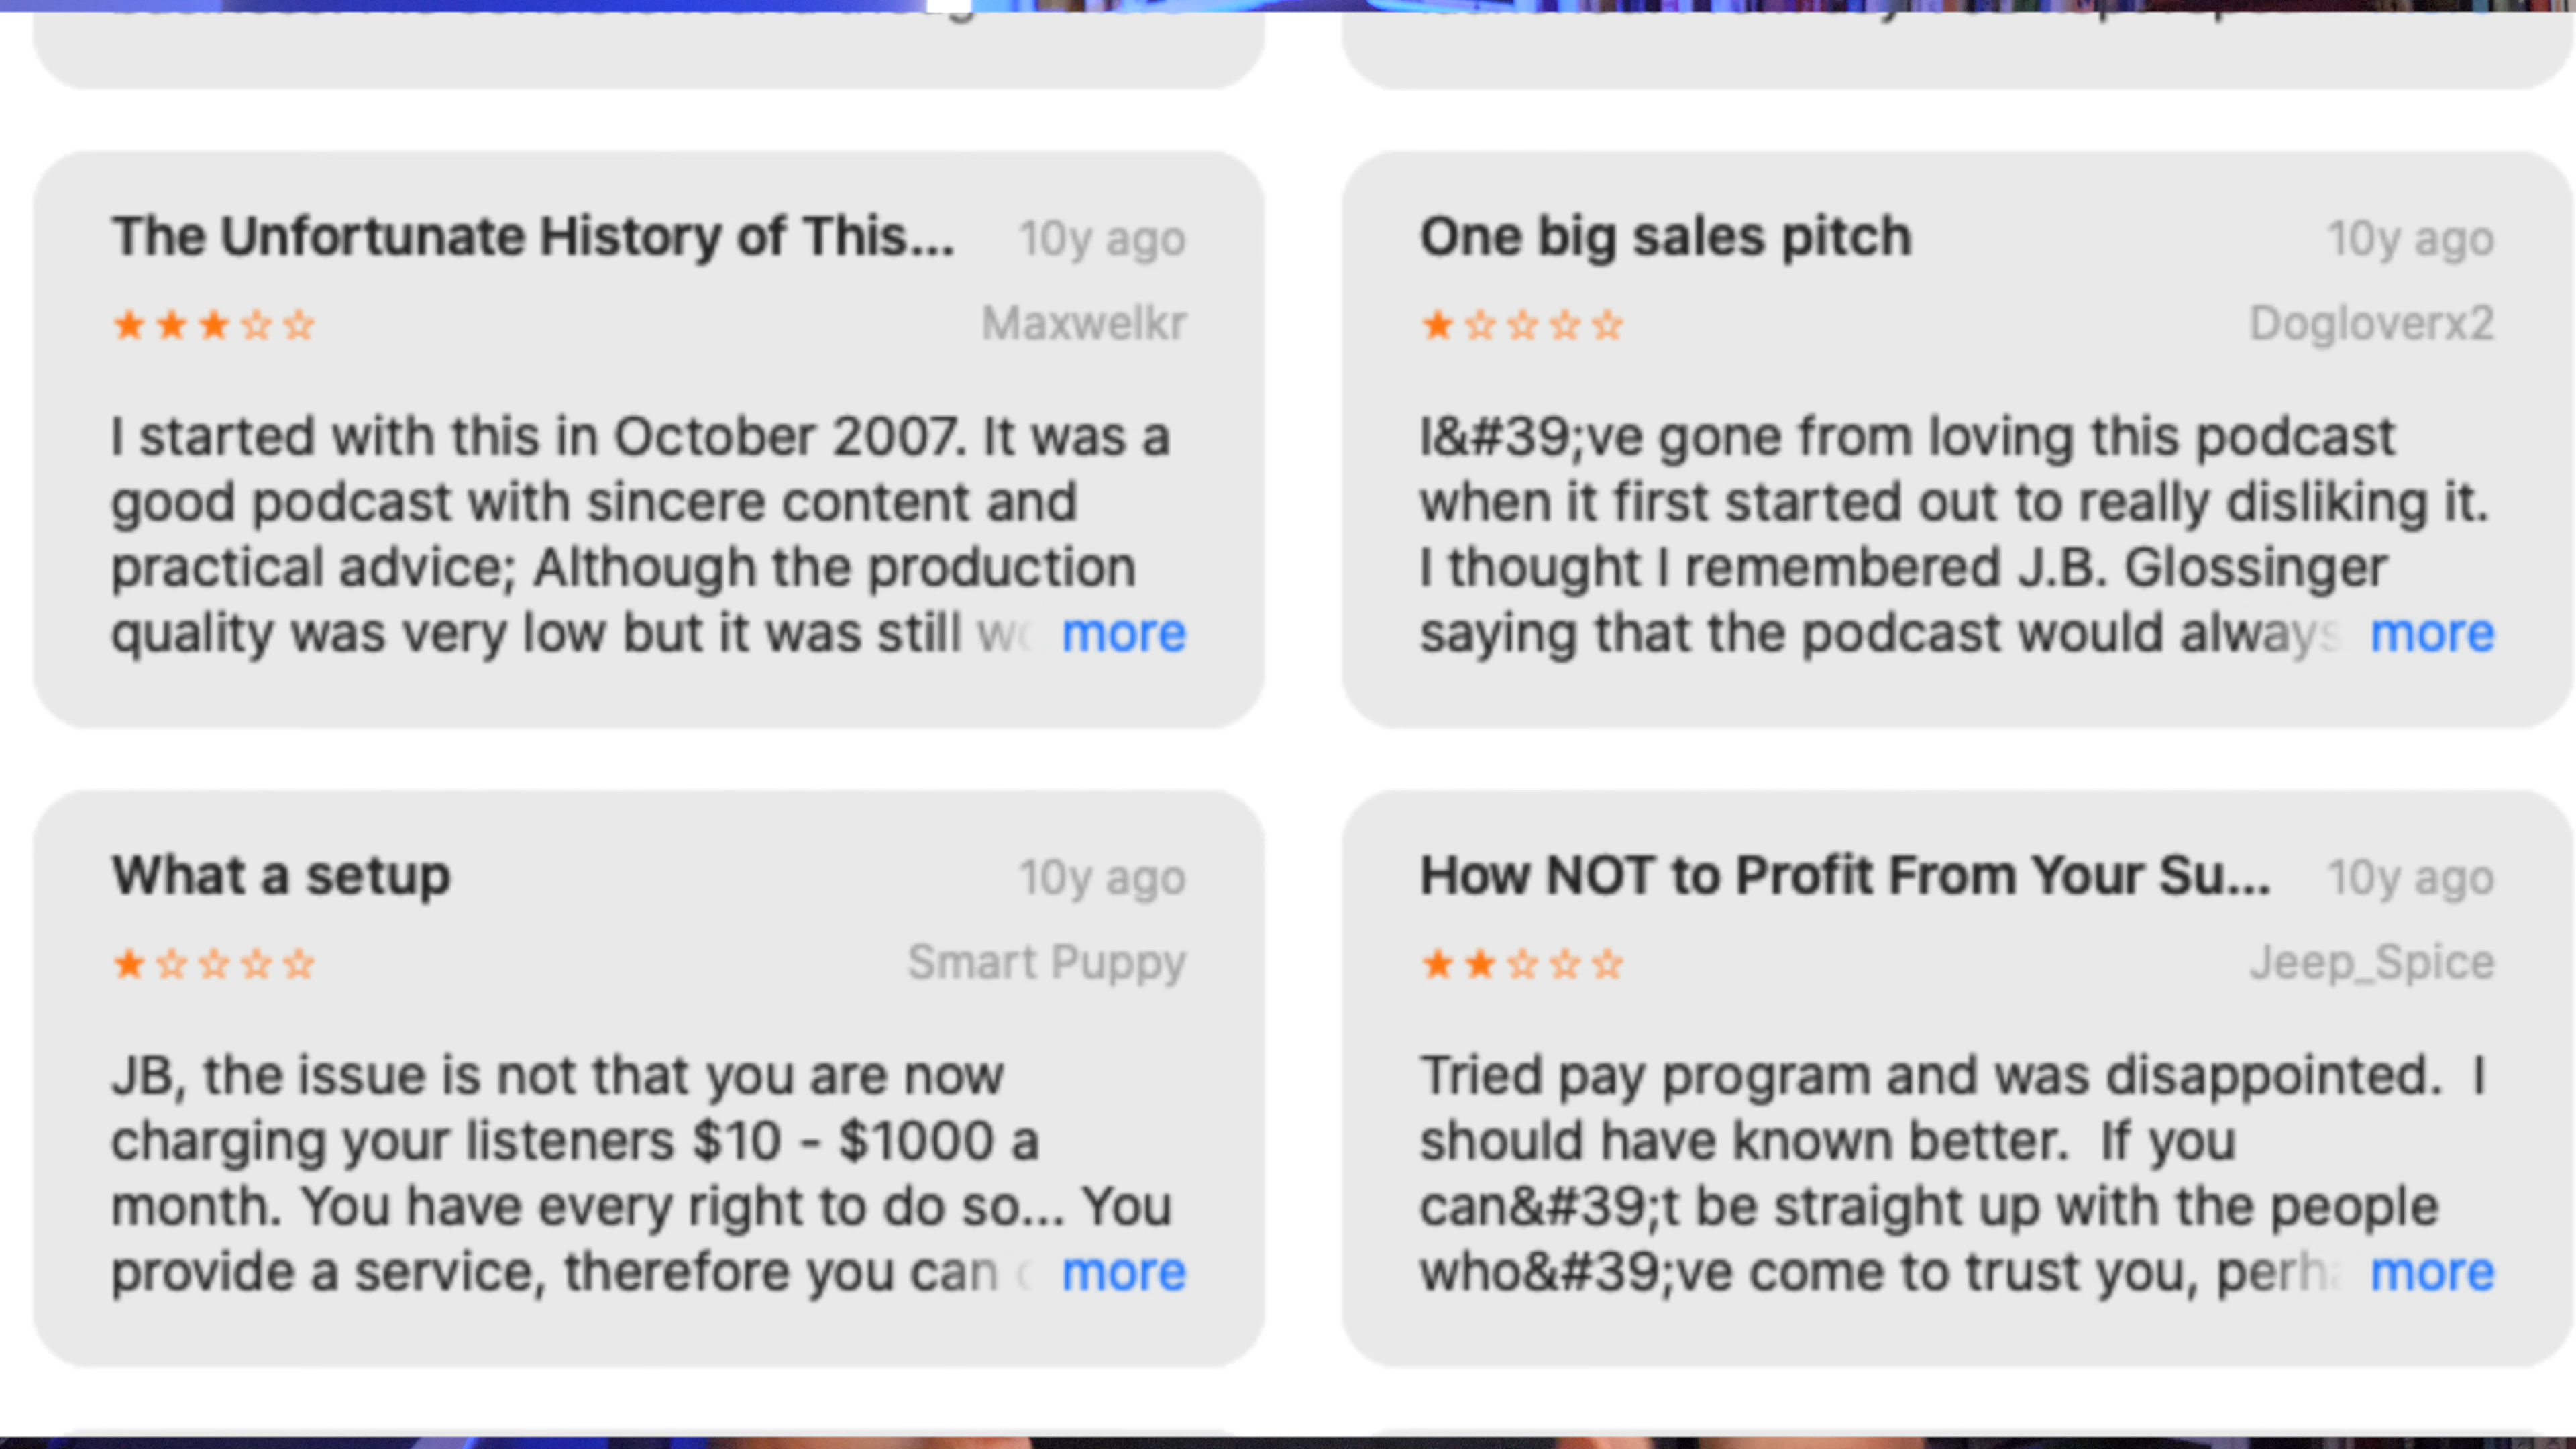 The Unfortunate History of This... 10y ago
★★★☆☆ Maxwelkr
I started with this in October 2007. It was a
good podcast with sincere content and
practical advice; Although the production
quality was very low but it was still more
One big sales pitch 10y ago
★☆☆☆☆ Dogloverx2
I&#39;ve gone from loving this podcast
when it first started out to really disliking it.
I thought I remembered J.B. Glossinger
saying that the podcast would always more
What a setup 10y ago
★☆☆☆☆ Smart Puppy
JB, the issue is not that you are now
charging your listeners $10 - $1000 a
month. You have every right to do so... You
provide a service, therefore you can more
How NOT to Profit From Your Su... 10y ago
★★☆☆☆ Jeep_Spice
Tried pay program and was disappointed.  I
should have known better.  If you
can&#39;t be straight up with the people
who&#39;ve come to trust you, more